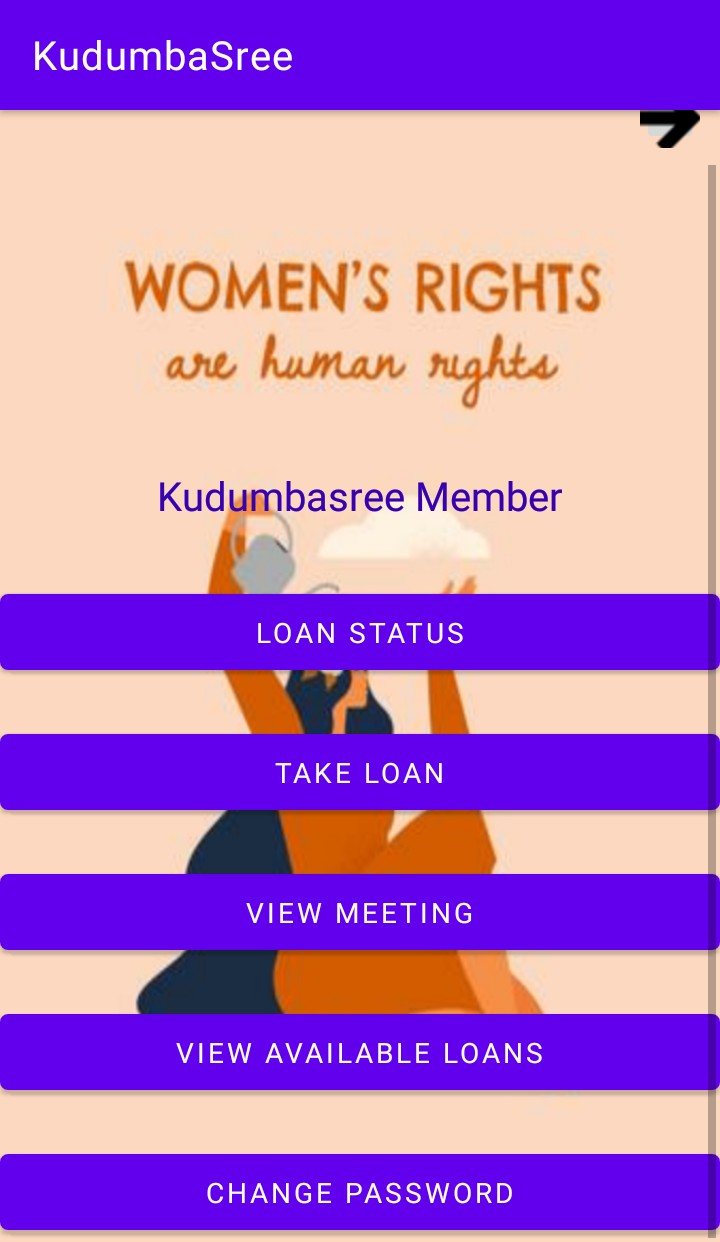 KudumbaSree
WOMEN'S RIGHTS
are human rights
Kudumbasree Member
LOAN STATUS
TAKE LOAN
VIEW MEETING
VIEW AVAILABLE LOANS
CHANGE PASSWORD